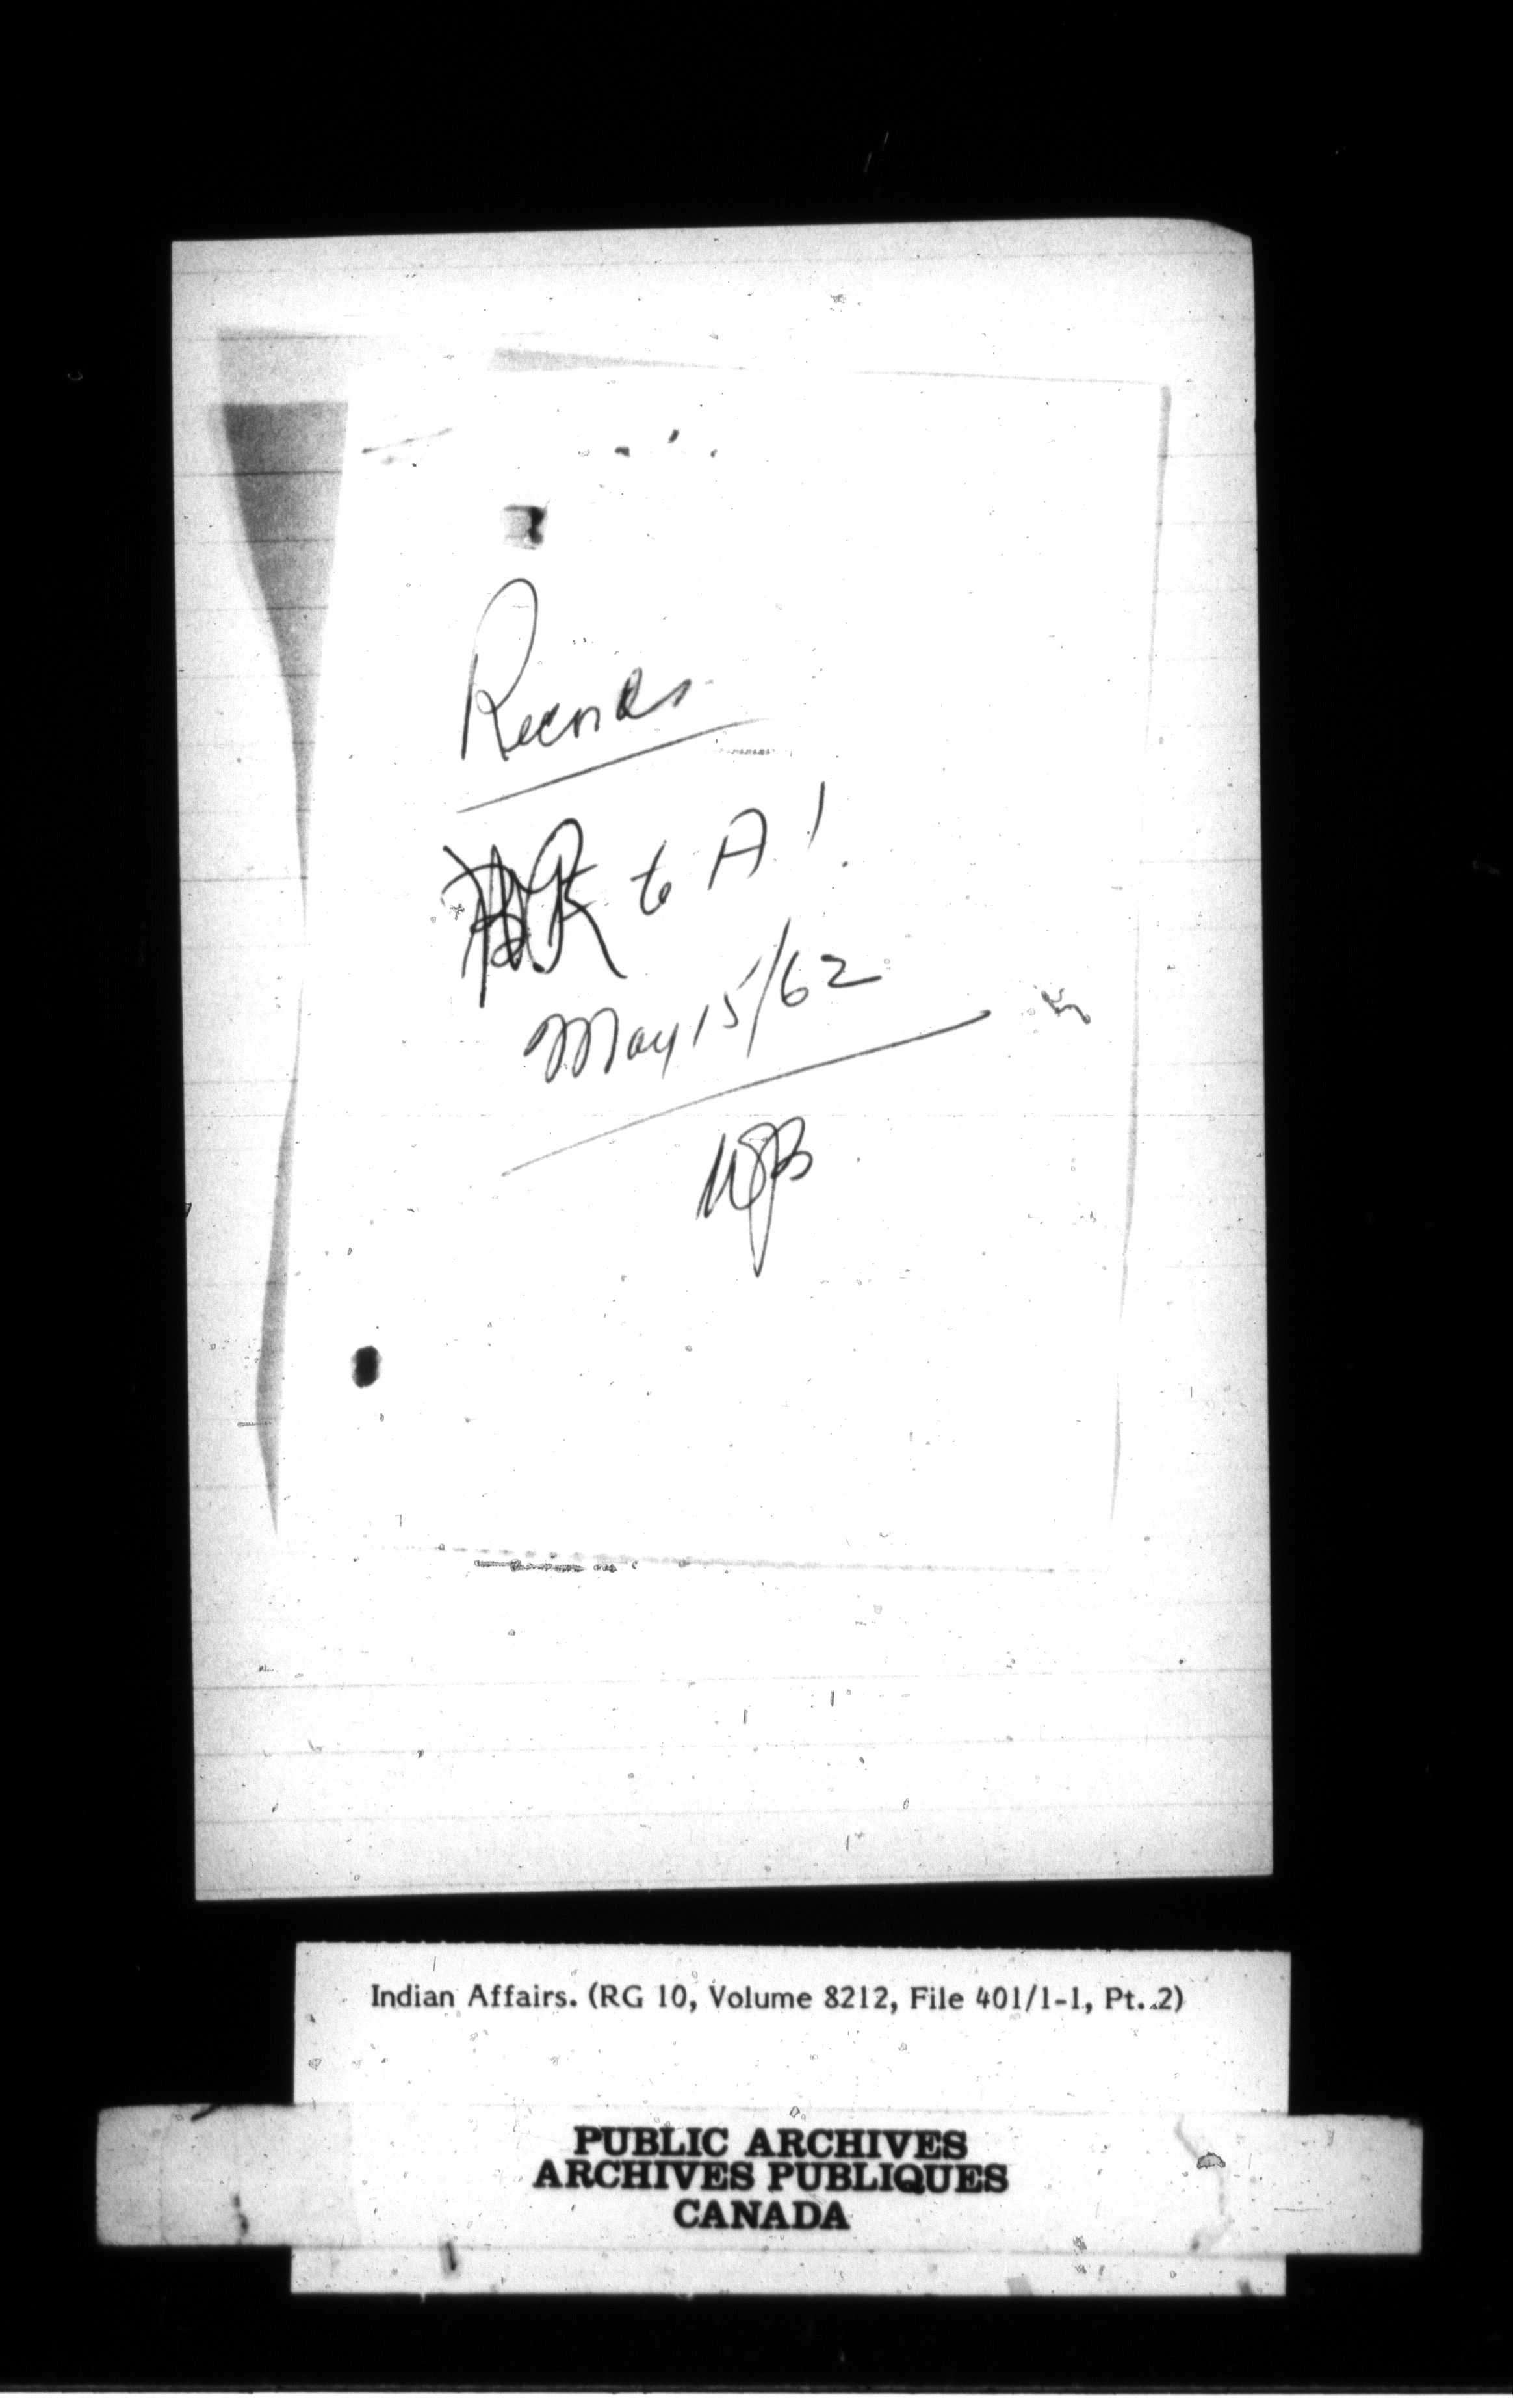 Records
to A1.
May 15/62
Indian Affairs. (RG 10, Volume 8212, File 401/1-1, Pt. 2)
PUBLIC ARCHIVES
ARCHIVES PUBLIQUES
CANADA